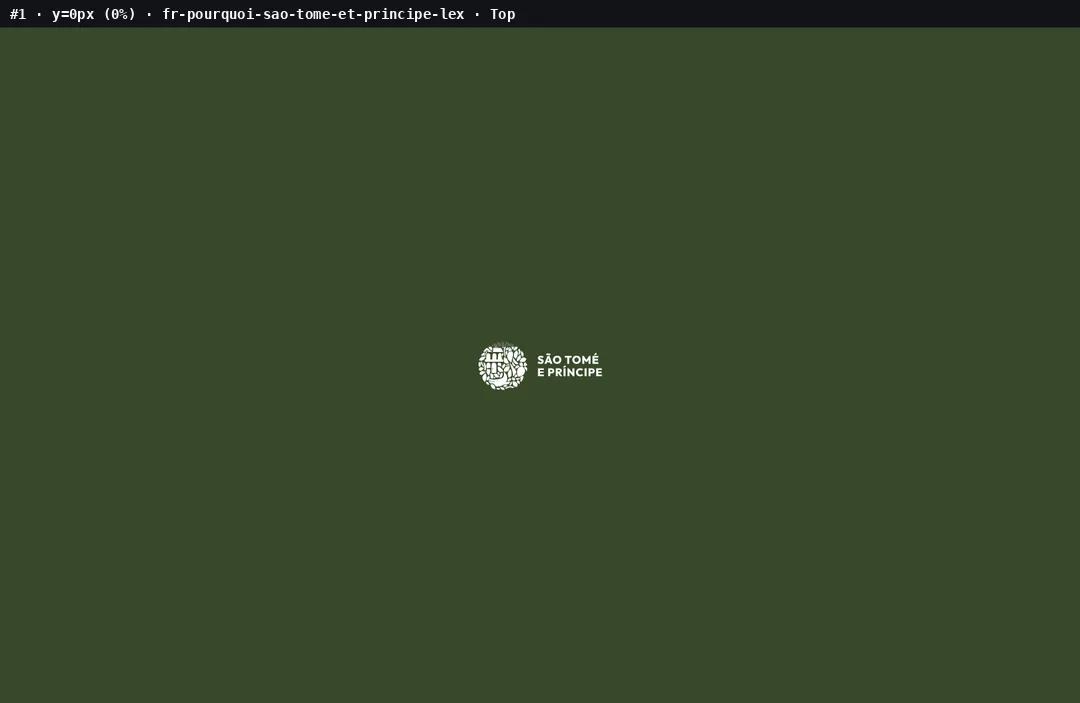 #1 · y=0px (0%) · fr-pourquoi-sao-tome-et-principe-lex · Top
SÃO TOMÉ
E PRÍNCIPE